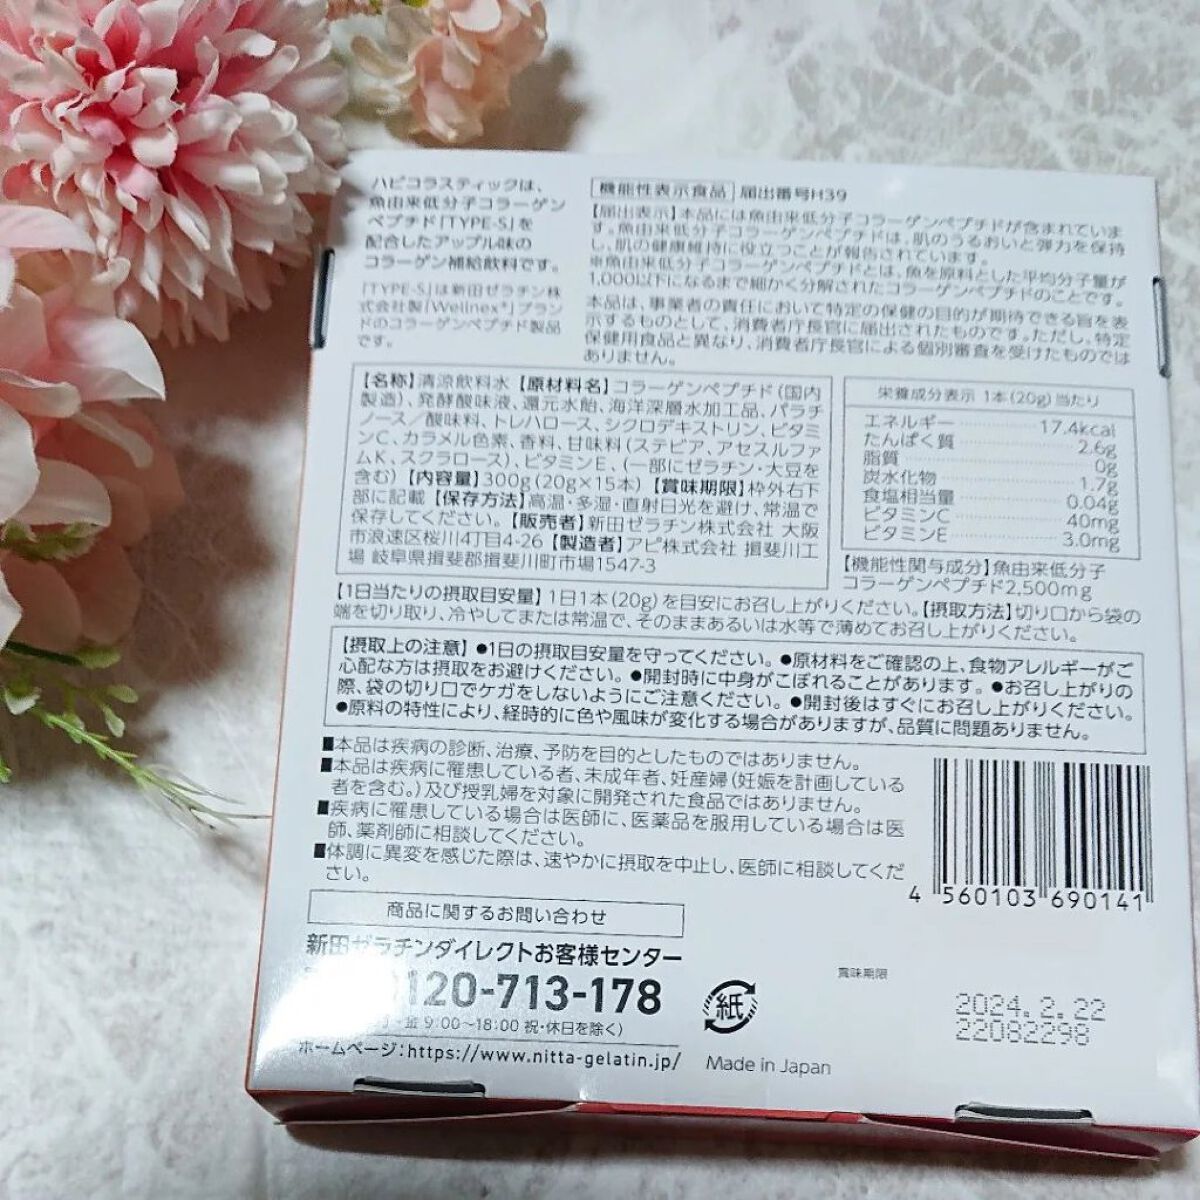 ハピコラスティックは、
魚由来低分子コラーゲン
ペプチド「TYPE-S」を
配合したアップル味の
コラーゲン補給飲料です。
「TYPE-S」は新田ゼラチン株
式会社製「Wellnex®」ブラン
ドのコラーゲンペプチド製品
です。
機能性表示食品 届出番号H39
【届出表示】本品には魚由来低分子コラーゲンペプチドが含まれていま
す。魚由来低分子コラーゲンペプチドは、肌のうるおいと弾力を保持
し、肌の健康維持に役立つことが報告されています。
※魚由来低分子コラーゲンペプチドとは、魚を原料とした平均分子量が
1,000以下になるまで細かく分解されたコラーゲンペプチドのことです。
本品は、事業者の責任において特定の保健の目的が期待できる旨を表
示するものとして、消費者庁長官に届出されたものです。ただし、特定
保健用食品と異なり、消費者庁長官による個別審査を受けたものでは
ありません。
【名称】清涼飲料水【原材料名】コラーゲンペプチド(国内
製造)、発酵酸味液、還元水飴、海洋深層水加工品、パラチ
ノース/酸味料、トレハロース、シクロデキストリン、ビタミ
ンC、カラメル色素、香料、甘味料(ステビア、アセスルファ
ムK、スクラロース)、ビタミンE、(一部にゼラチン・大豆を
含む)【内容量】300g(20g×15本)【賞味期限】枠外右下
部に記載【保存方法】高温・多湿・直射日光を避け、常温で
保存してください。【販売者】新田ゼラチン株式会社 大阪
市浪速区桜川4丁目4-26【製造者】アピ株式会社 揖斐川工
場 岐阜県揖斐郡揖斐川町市場1547-3
栄養成分表示 1本(20g)当たり
エネルギー 17.4kcal
たんぱく質 2.6g
脂質 0g
炭水化物 1.7g
食塩相当量 0.04g
ビタミンC 40mg
ビタミンE 3.0mg
【機能性関与成分】魚由来低分子
コラーゲンペプチド2,500mg
【1日当たりの摂取目安量】1日1本(20g)を目安にお召し上がりください。【摂取方法】切り口から袋の
端を切り取り、冷やしてまたは常温で、そのままあるいは水等で薄めてお召し上がりください。
【摂取上の注意】●1日の摂取目安量を守ってください。●原材料をご確認の上、食物アレルギーがご
心配な方は摂取をお避けください。●開封時に中身がこぼれることがあります。●お召し上がりの
際、袋の切り口でケガをしないようにご注意ください。●開封後はすぐにお召し上がりください。
●原料の特性により、経時的に色や風味が変化する場合がありますが、品質に問題ありません。
■本品は疾病の診断、治療、予防を目的としたものではありません。
■本品は疾病に罹患している者、未成年者、妊産婦(妊娠を計画している
者を含む。)及び授乳婦を対象に開発された食品ではありません。
■疾病に罹患している場合は医師に、医薬品を服用している場合は医
師、薬剤師に相談してください。
■体調に異変を感じた際は、速やかに摂取を中止し、医師に相談してくだ
さい。
4 560103 690141
商品に関するお問い合わせ
新田ゼラチンダイレクトお客様センター
120-713-178
金 9:00〜18:00 祝・休日を除く)
ホームページ:https://www.nitta-gelatin.jp/
紙
Made in Japan
賞味期限
2024.2.22
22082298